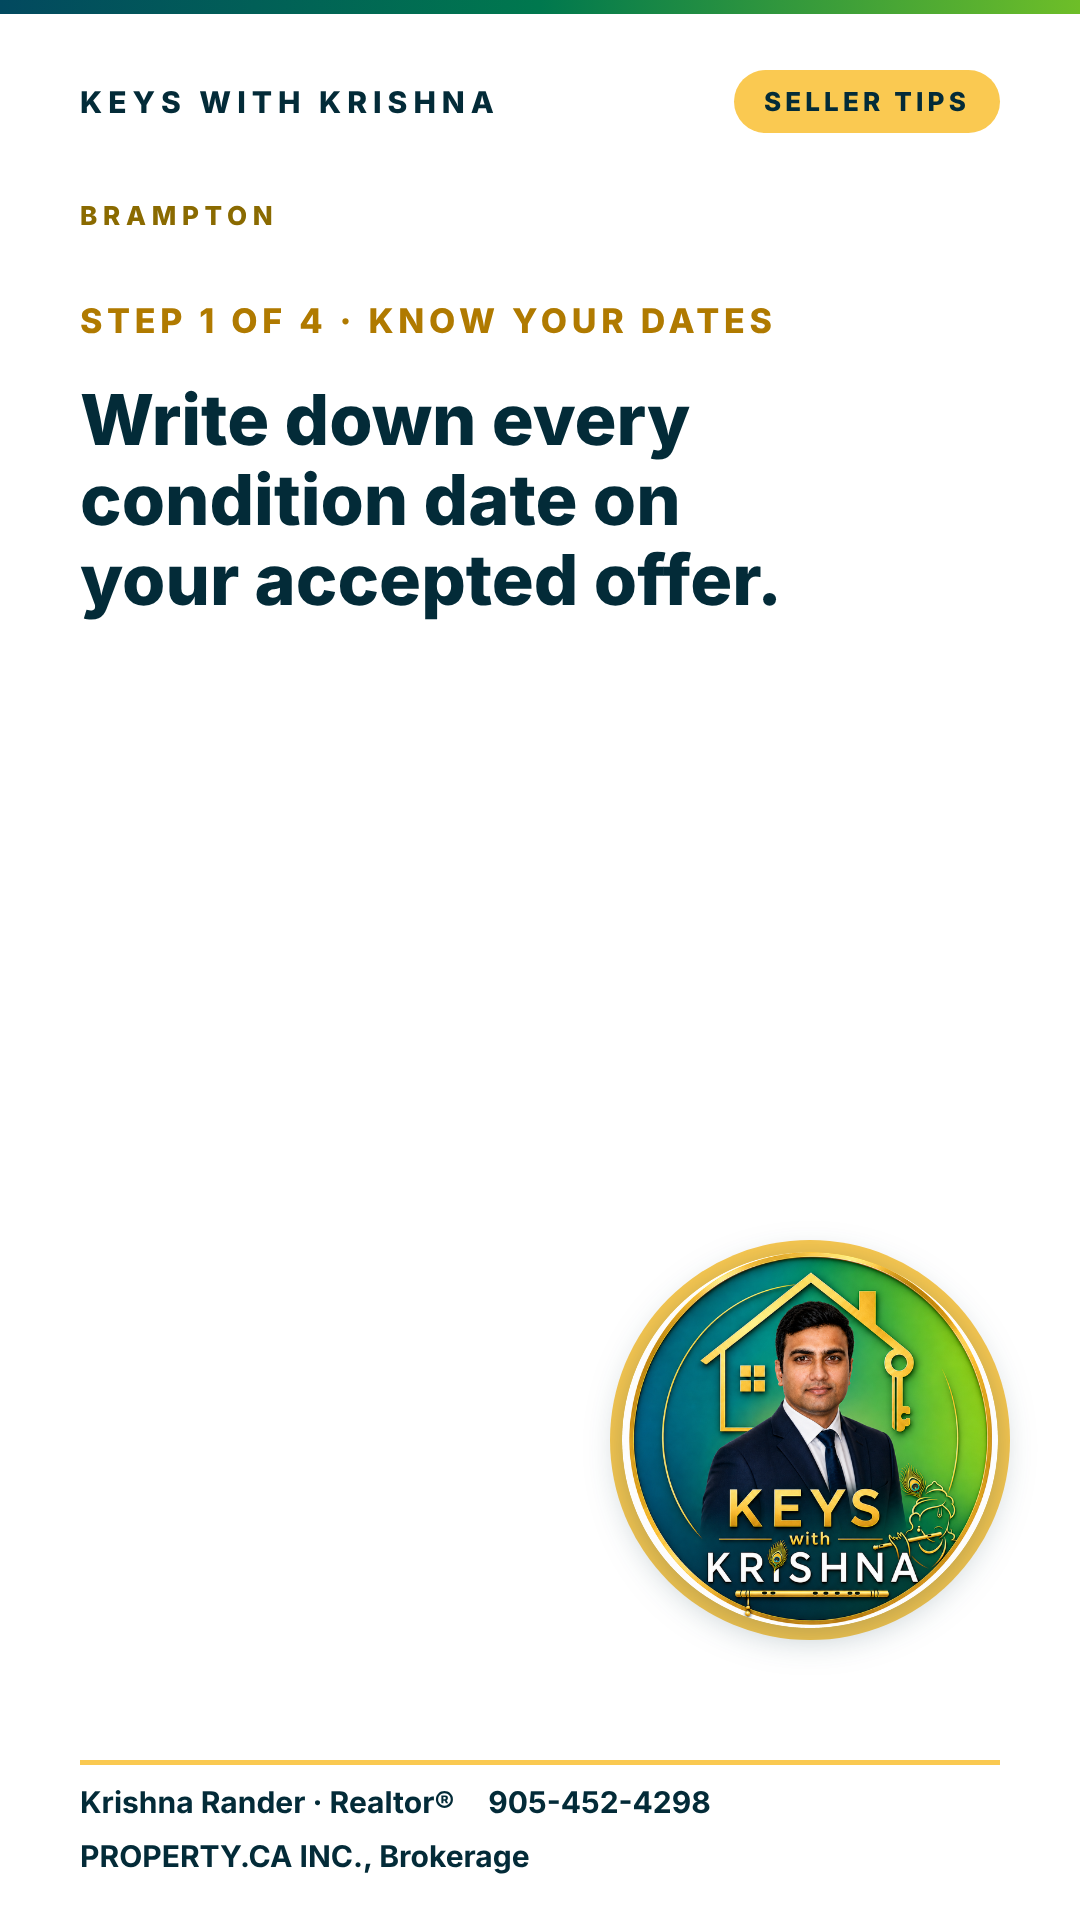 KEYS WITH KRISHNA
SELLER TIPS
BRAMPTON
STEP 1 OF 4 · KNOW YOUR DATES
Write down every
condition date on
your accepted offer.
KEYS
with
KRISHNA
Krishna Rander · Realtor® 905-452-4298
PROPERTY.CA INC., Brokerage